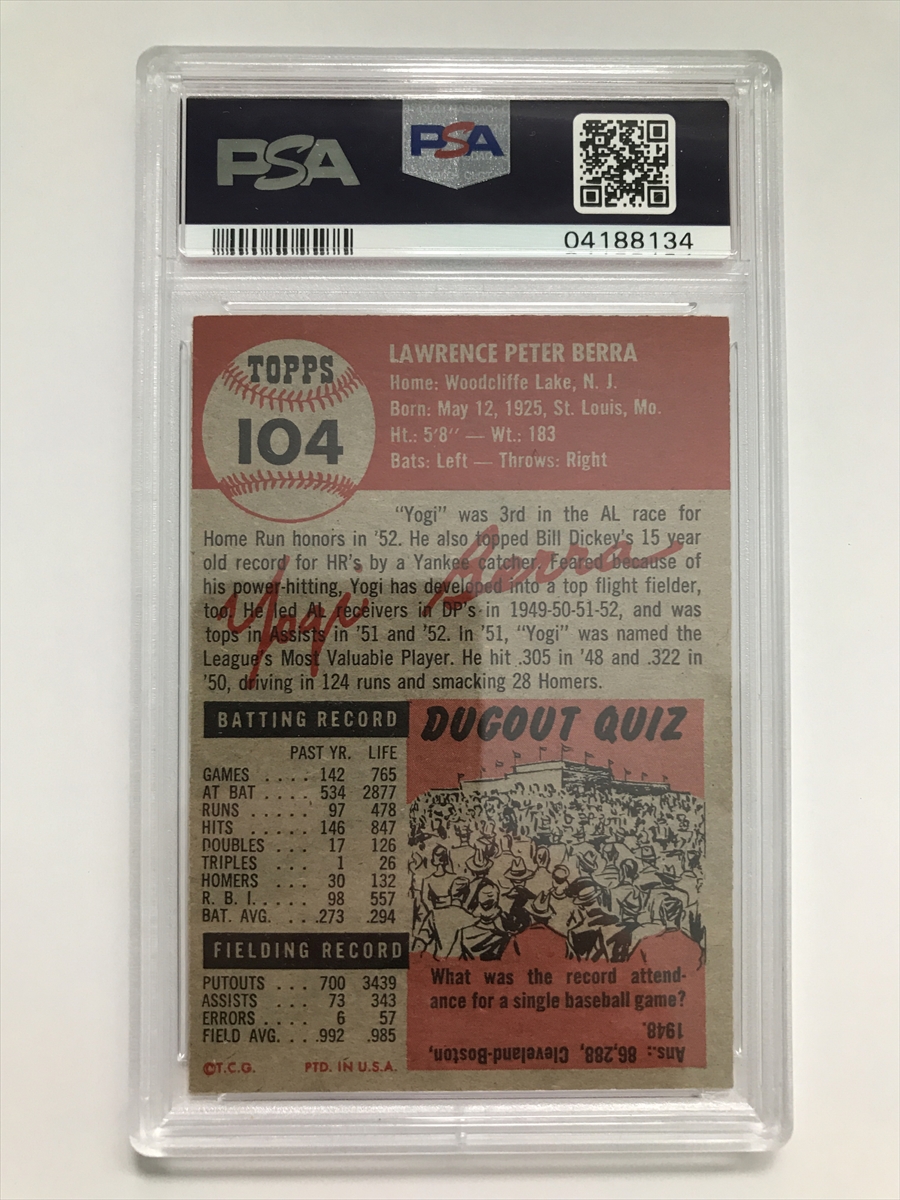 PSA
PSA
04188134
TOPPS
104
LAWRENCE PETER BERRA
Home: Woodcliffe Lake, N. J.
Born: May 12, 1925, St. Louis, Mo.
Ht.: 5'8" — Wt.: 183
Bats: Left — Throws: Right
"Yogi" was 3rd in the AL race for
Home Run honors in '52. He also topped Bill Dickey's 15 year
old record for HR's by a Yankee catcher. Feared because of
his power-hitting, Yogi has developed into a top flight fielder,
too. He led AL receivers in DP's in 1949-50-51-52, and was
tops in Assists in '51 and '52. In '51, "Yogi" was named the
League's Most Valuable Player. He hit .305 in '48 and .322 in
'50, driving in 124 runs and smacking 28 Homers.
Yogi Berra
BATTING RECORD
PAST YR. LIFE
GAMES . . . . 142 765
AT BAT . . . . 534 2877
RUNS . . . . . 97 478
HITS . . . . . 146 847
DOUBLES . . . 17 126
TRIPLES . . . 1 26
HOMERS . . . 30 132
R. B. I. . . . . 98 557
BAT. AVG. . . .273 .294
FIELDING RECORD
PUTOUTS . . . 700 3439
ASSISTS . . . . 73 343
ERRORS . . . . 6 57
FIELD AVG. . . .992 .985
©T.C.G. PTD. IN U.S.A.
DUGOUT QUIZ
What was the record attend-
ance for a single baseball game?
Ans.: 86,288, Cleveland-Boston,
1948.